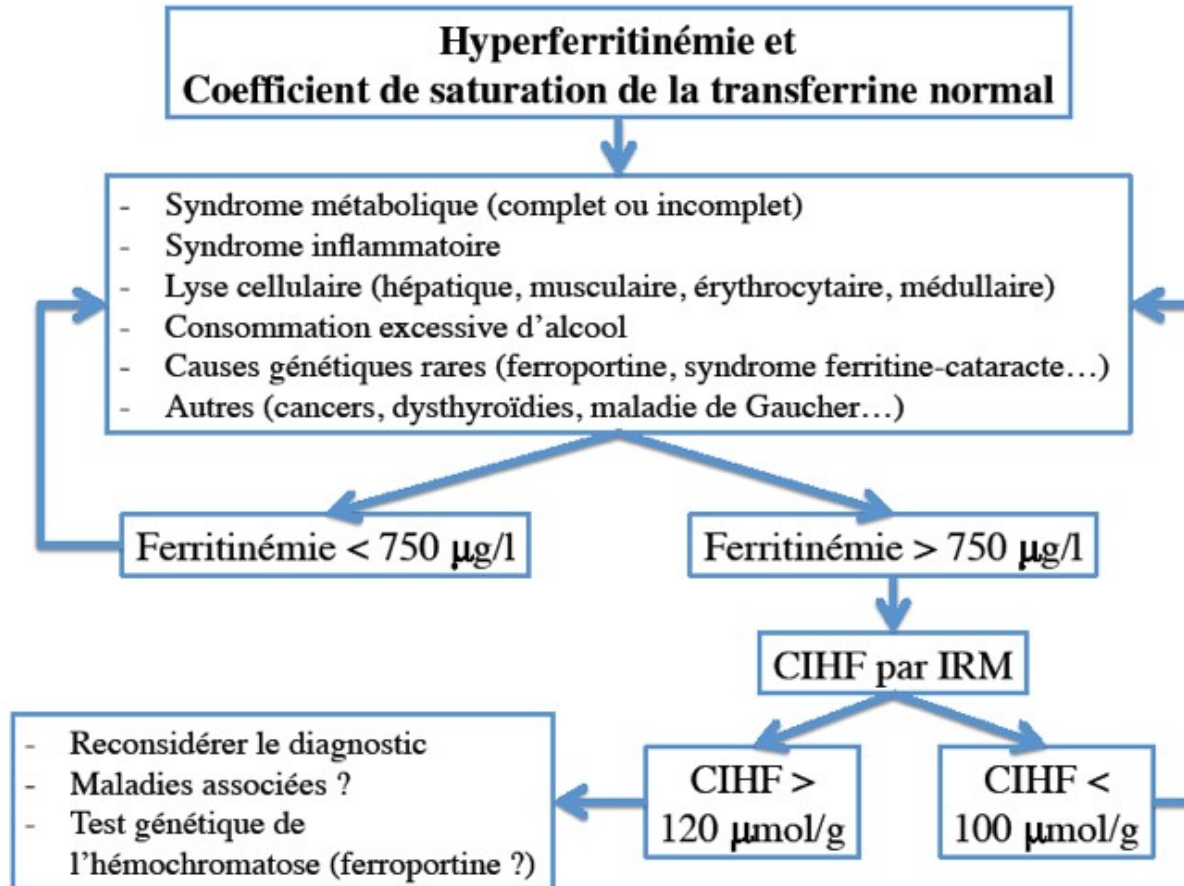 Hyperferritinémie et
Coefficient de saturation de la transferrine normal
- Syndrome métabolique (complet ou incomplet)
- Syndrome inflammatoire
- Lyse cellulaire (hépatique, musculaire, érythrocytaire, médullaire)
- Consommation excessive d’alcool
- Causes génétiques rares (ferroportine, syndrome ferritine-cataracte…)
- Autres (cancers, dysthyroïdies, maladie de Gaucher…)
Ferritinémie < 750 µg/l
Ferritinémie > 750 µg/l
CIHF par IRM
- Reconsidérer le diagnostic
- Maladies associées ?
- Test génétique de
l’hémochromatose (ferroportine ?)
CIHF >
120 µmol/g
CIHF <
100 µmol/g